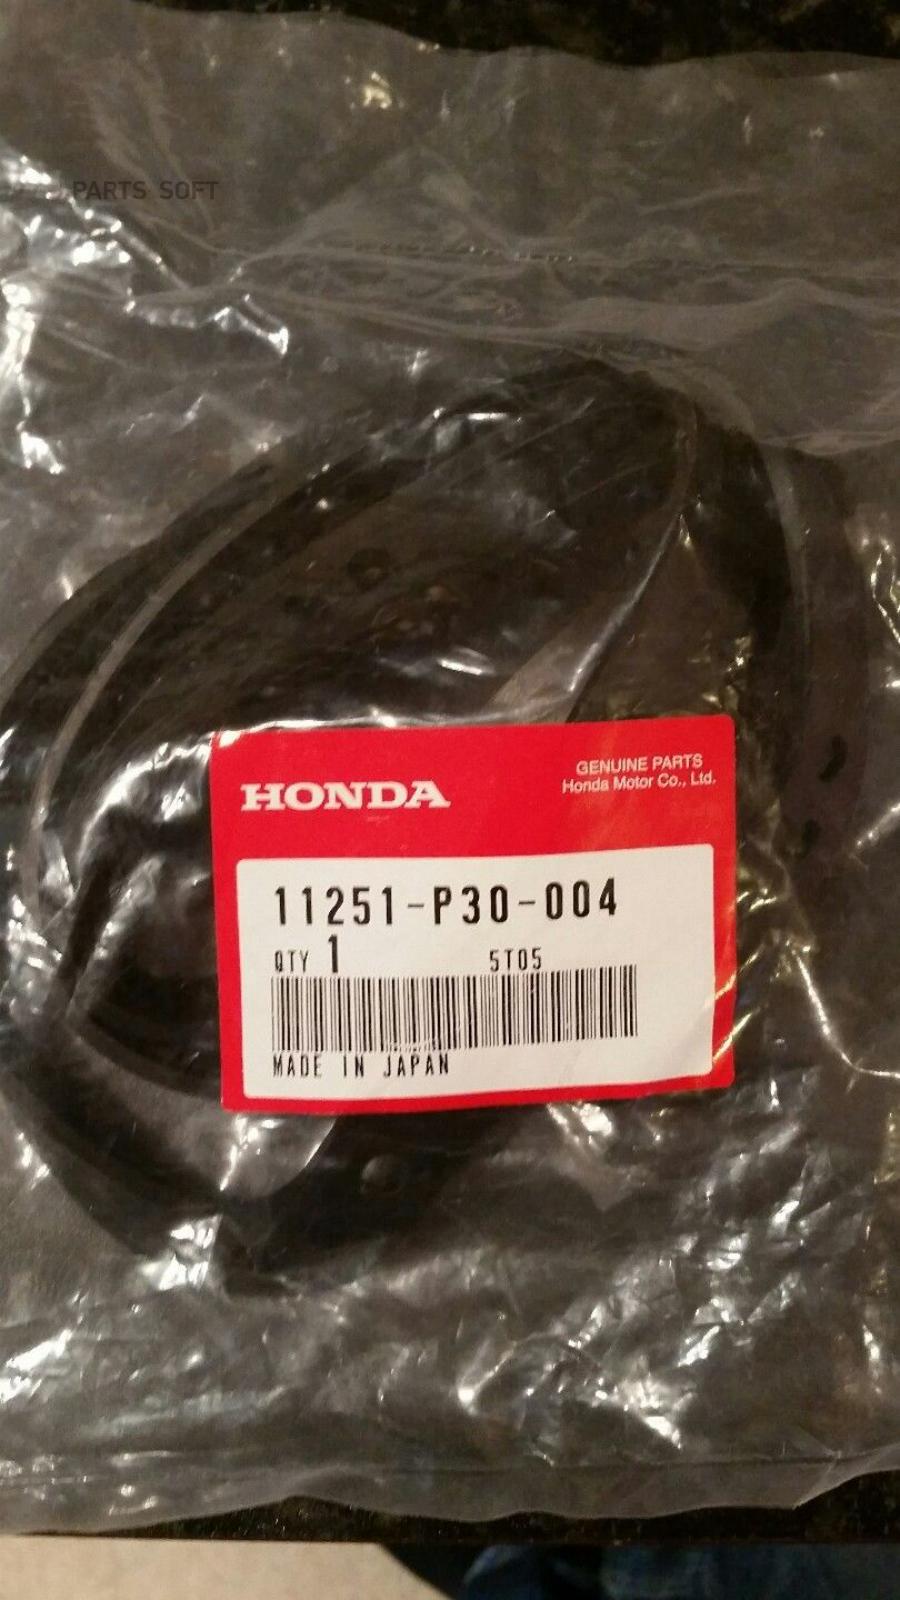 PARTS SOFT
HONDA
GENUINE PARTS
Honda Motor Co., Ltd.
11251-P30-004
QTY 1 5T05
MADE IN JAPAN